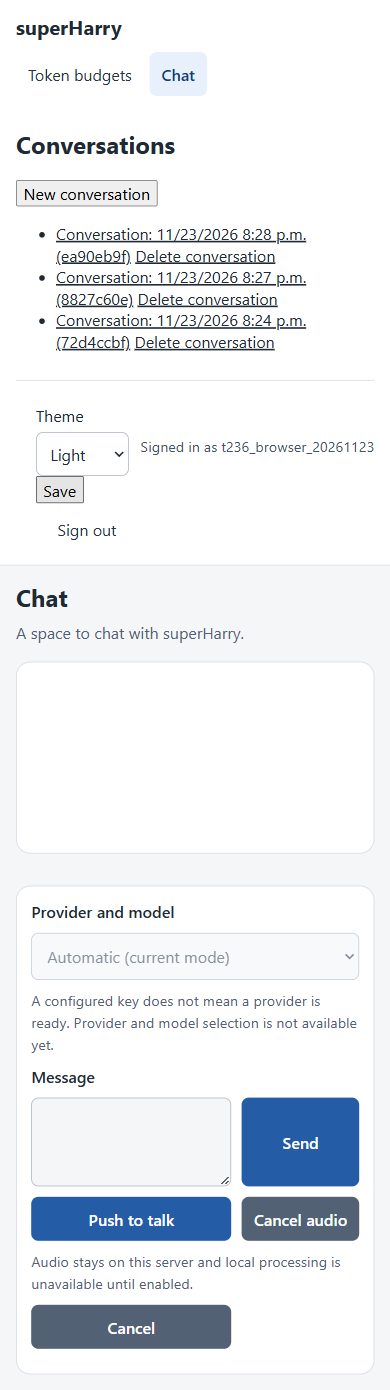 superHarry
Token budgets
Chat
Conversations
New conversation
Conversation: 11/23/2026 8:28 p.m.
(ea90eb9f) Delete conversation
Conversation: 11/23/2026 8:27 p.m.
(8827c60e) Delete conversation
Conversation: 11/23/2026 8:24 p.m.
(72d4ccbf) Delete conversation
Theme
Light
Signed in as t236_browser_20261123
Save
Sign out
Chat
A space to chat with superHarry.
Provider and model
Automatic (current mode)
A configured key does not mean a provider is
ready. Provider and model selection is not available
yet.
Message
Send
Push to talk
Cancel audio
Audio stays on this server and local processing is
unavailable until enabled.
Cancel